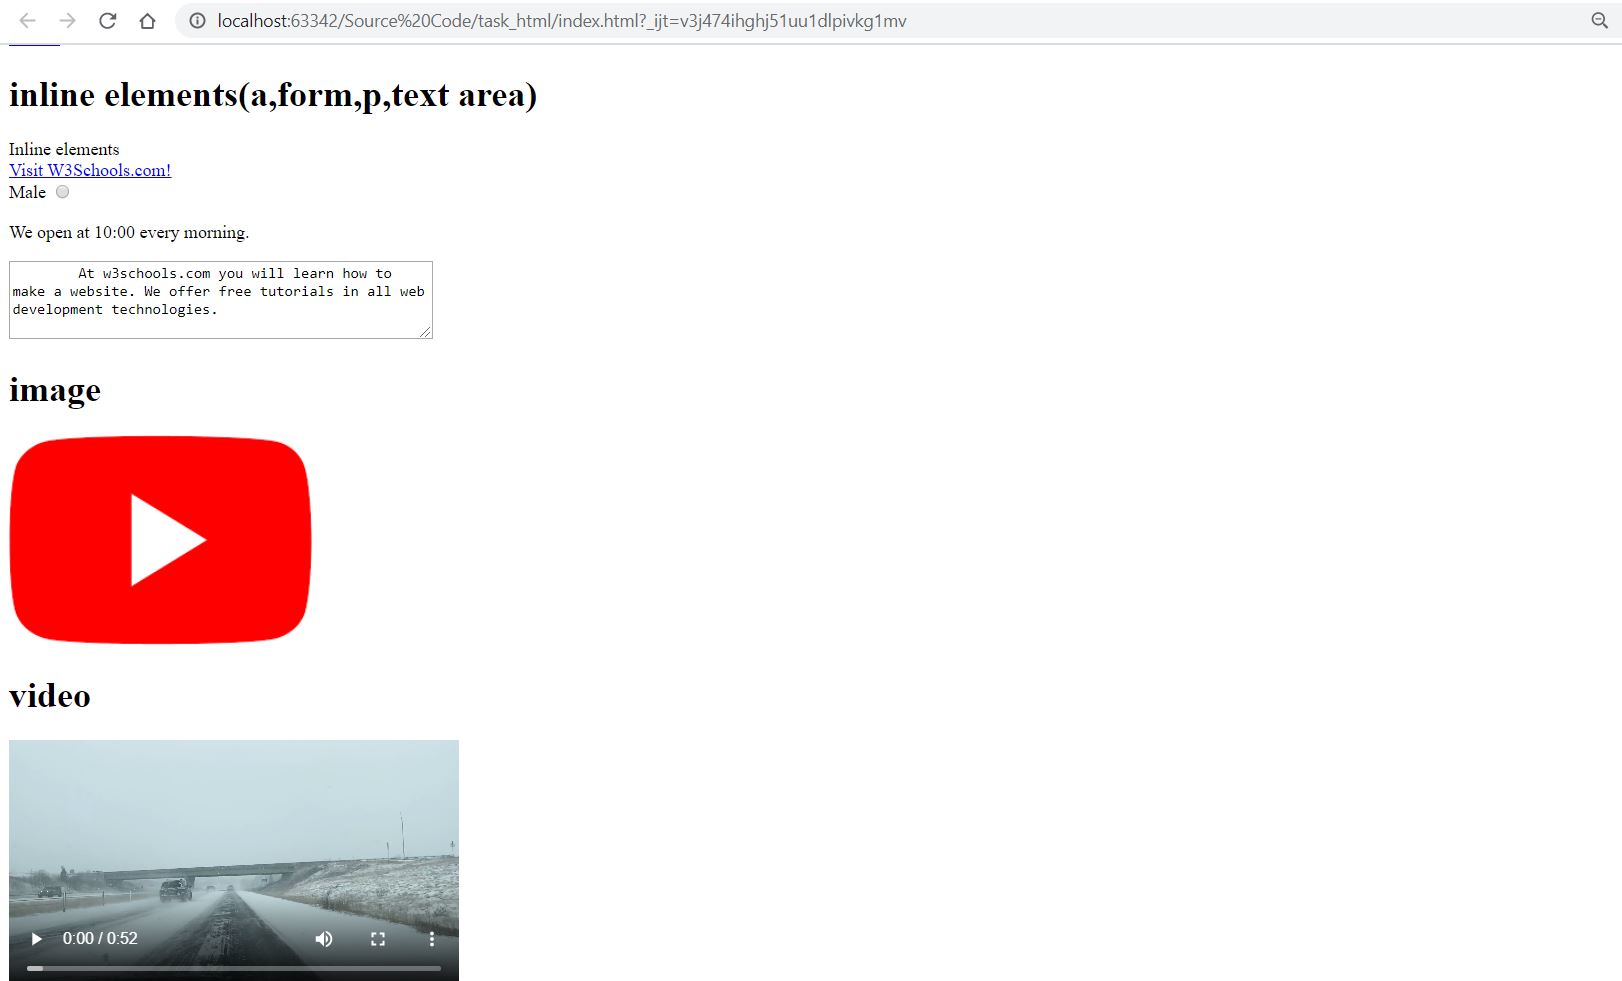 localhost:63342/Source%20Code/task_html/index.html?_ijt=v3j474ihghj51uu1dlpivkg1mv
inline elements(a,form,p,text area)
Inline elements
Visit W3Schools.com!
Male
We open at 10:00 every morning.
At w3schools.com you will learn how to
make a website. We offer free tutorials in all web
development technologies.
image
video
0:00 / 0:52